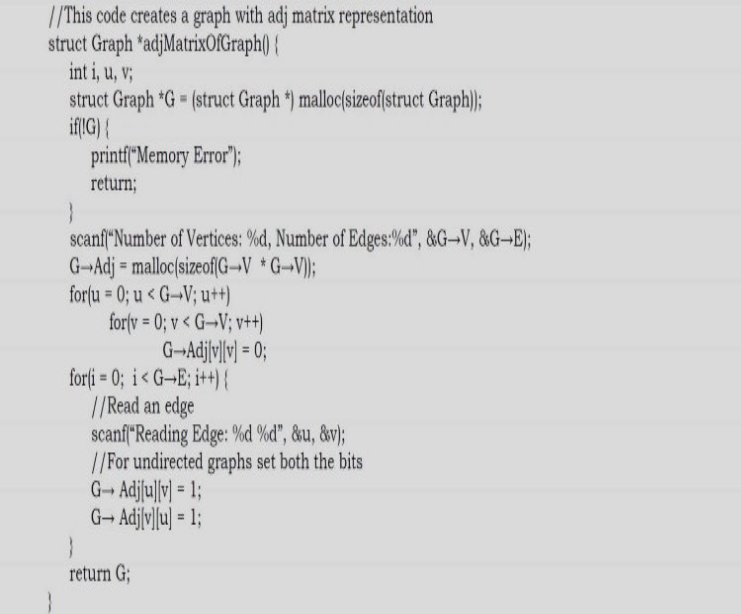 //This code creates a graph with adj matrix representation
struct Graph *adjMatrixOfGraph() {
int i, u, v;
struct Graph *G = (struct Graph *) malloc(sizeof(struct Graph));
if(!G) {
printf(“Memory Error”);
return;
}
scanf(“Number of Vertices: %d, Number of Edges:%d”, &G→V, &G→E);
G→Adj = malloc(sizeof(G→V * G→V));
for(u = 0; u < G→V; u++)
for(v = 0; v < G→V; v++)
G→Adj[v][v] = 0;
for(i = 0; i < G→E; i++) {
//Read an edge
scanf(“Reading Edge: %d %d”, &u, &v);
//For undirected graphs set both the bits
G→ Adj[u][v] = 1;
G→ Adj[v][u] = 1;
}
return G;
}